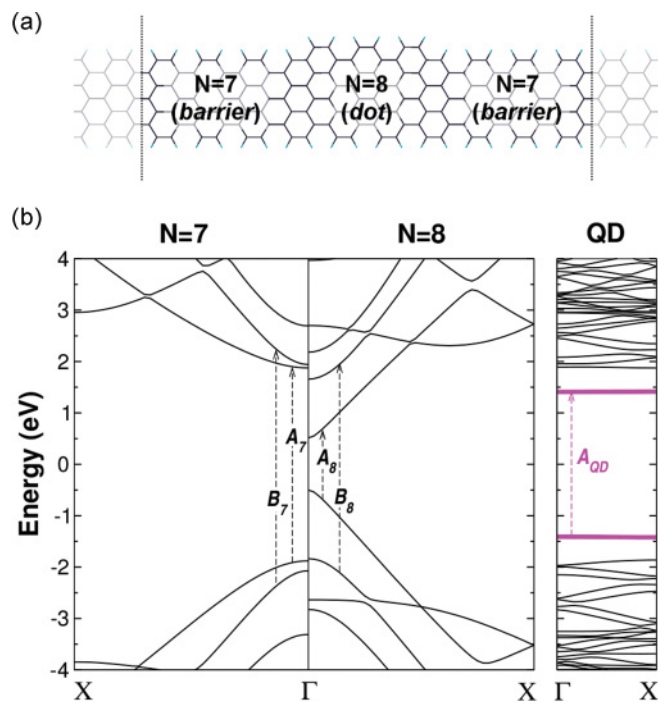 (a)
N=7 N=8 N=7
(barrier) (dot) (barrier)
(b)
N=7 N=8 QD
Energy (eV)
4
3
2
1
0
-1
-2
-3
-4
A7
B7
A8
B8
AQD
X Γ X Γ X